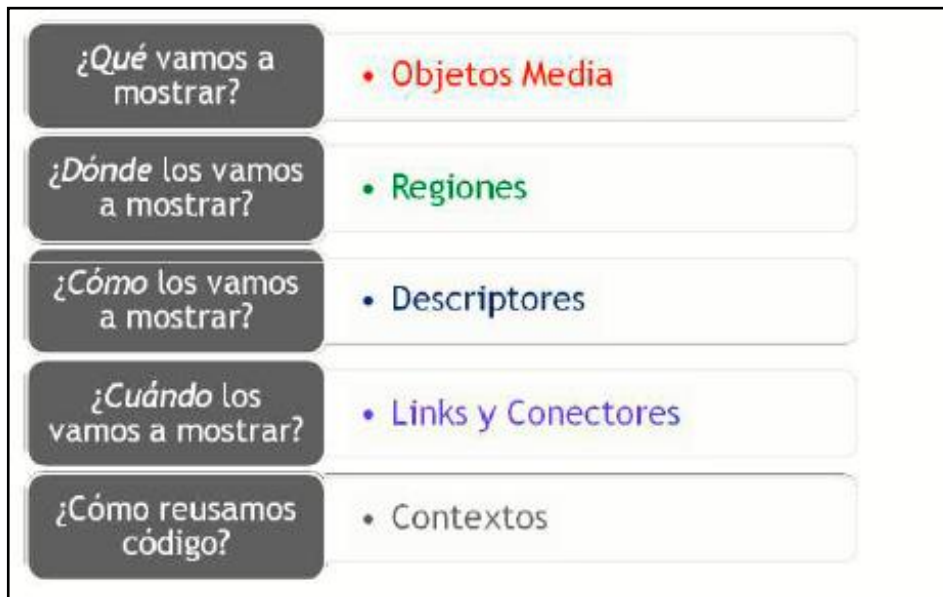 ¿Qué vamos a
mostrar?
• Objetos Media
¿Dónde los vamos
a mostrar?
• Regiones
¿Cómo los vamos
a mostrar?
• Descriptores
¿Cuándo los
vamos a mostrar?
• Links y Conectores
¿Cómo reusamos
código?
• Contextos